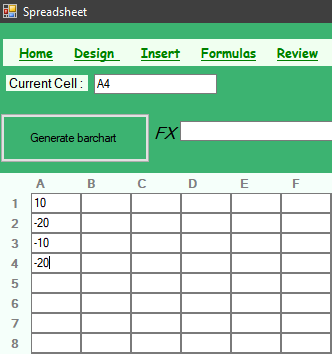 Spreadsheet
Home Design Insert Formulas Review
Current Cell : A4
Generate barchart FX
A B C D E F
1 10
2 -20
3 -10
4 -20
5
6
7
8